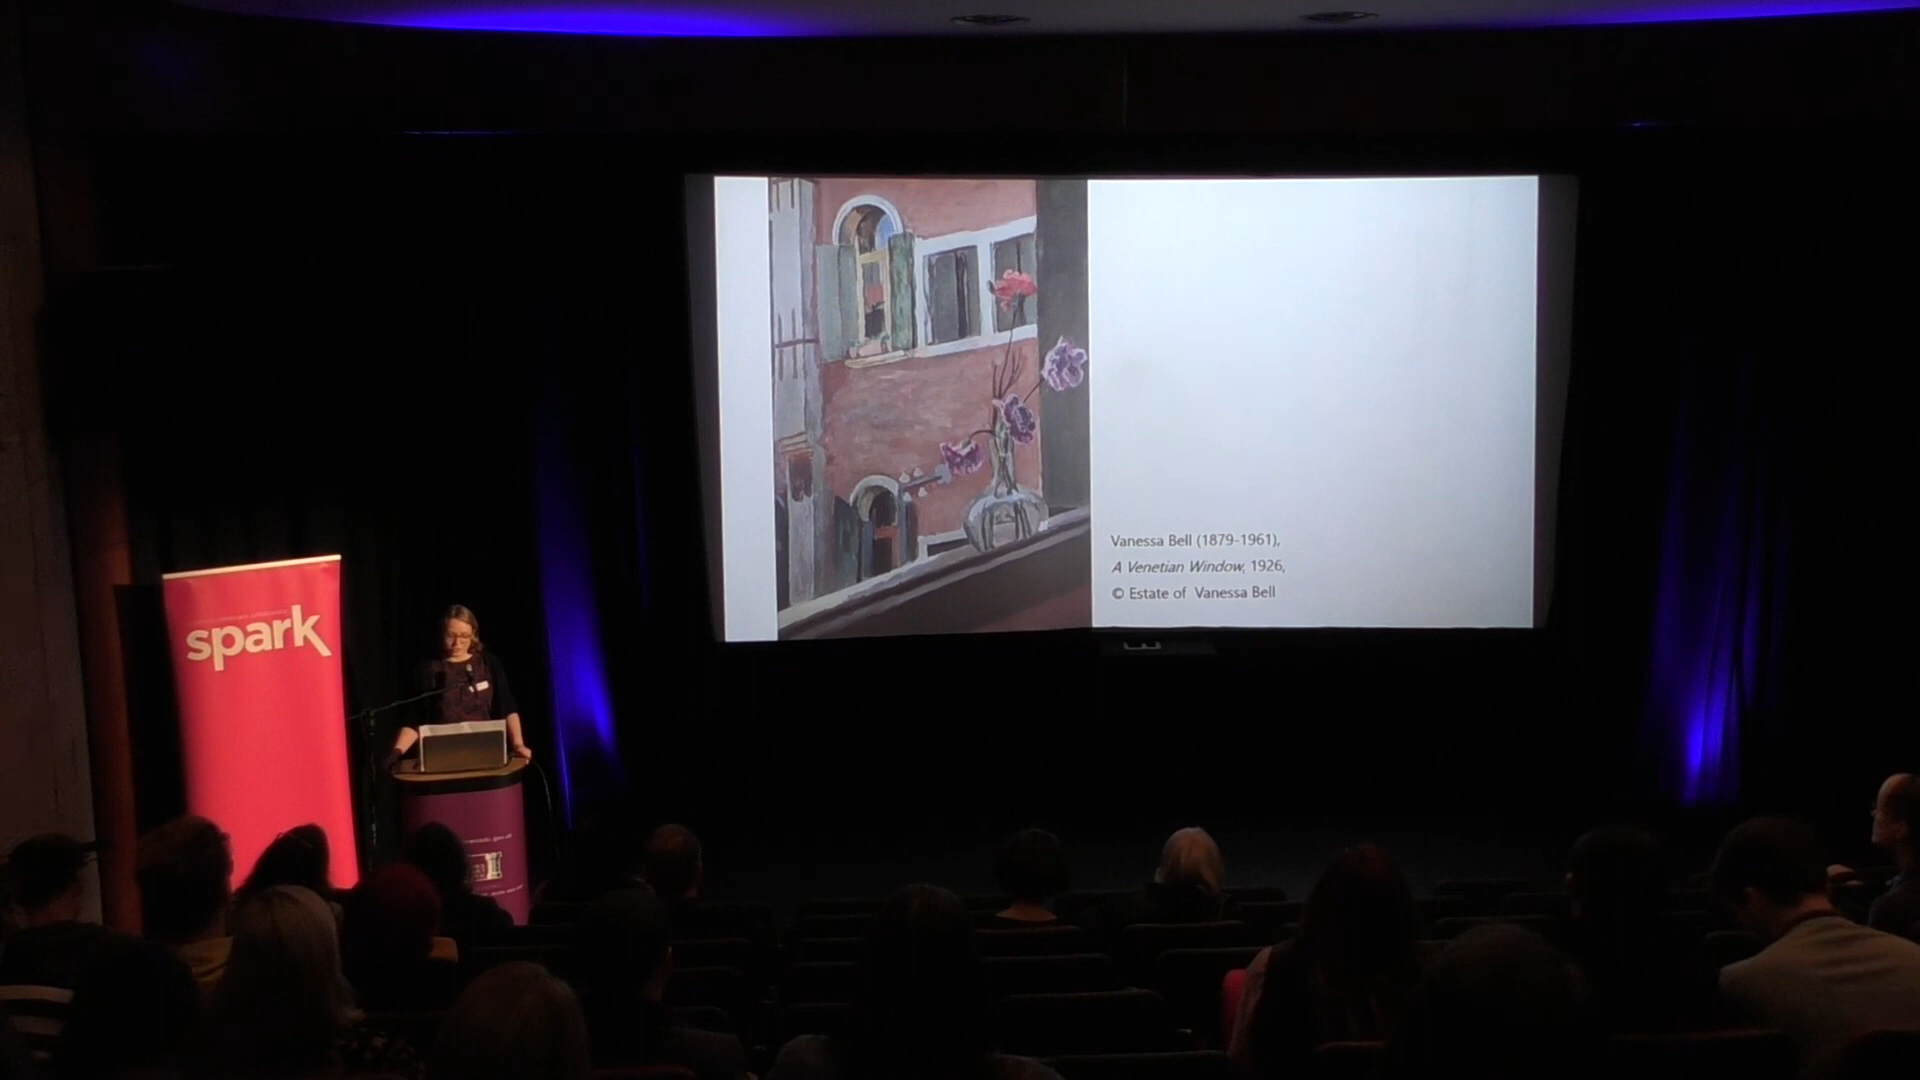 spark
Vanessa Bell (1879-1961),
A Venetian Window, 1926,
© Estate of Vanessa Bell